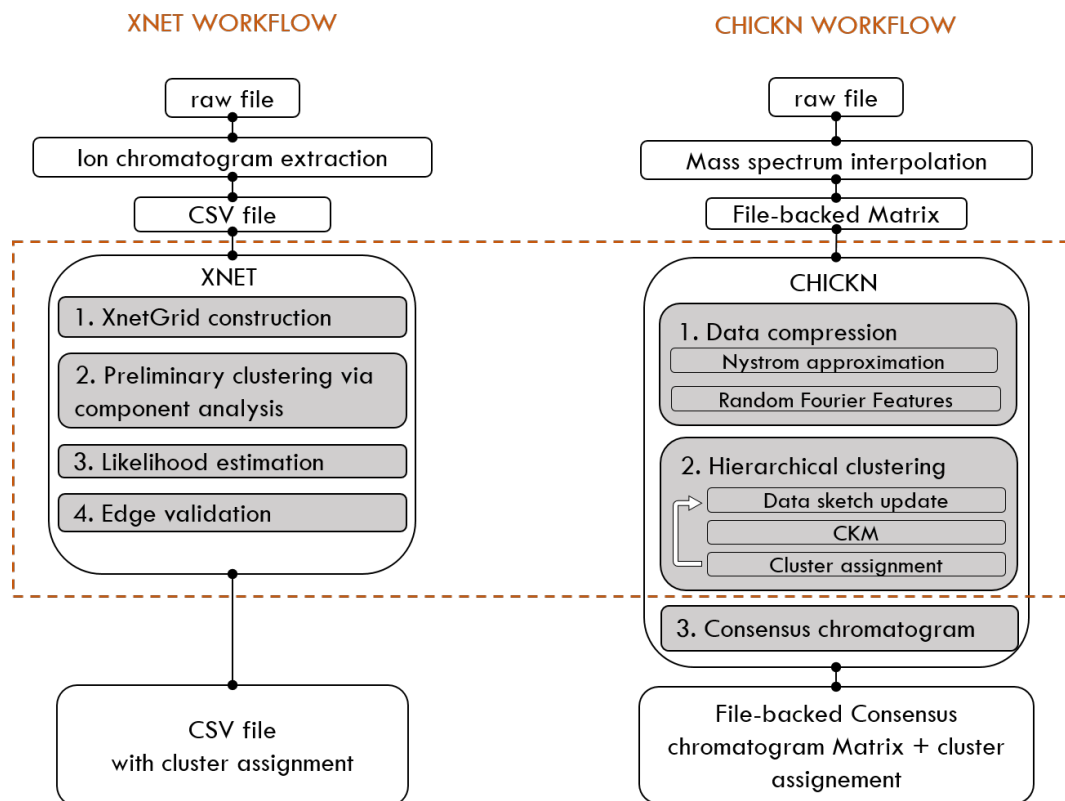 XNET WORKFLOW
raw file
Ion chromatogram extraction
CSV file
XNET
1. XnetGrid construction
2. Preliminary clustering via
component analysis
3. Likelihood estimation
4. Edge validation
CSV file
with cluster assignment
CHICKN WORKFLOW
raw file
Mass spectrum interpolation
File-backed Matrix
CHICKN
1. Data compression
Nystrom approximation
Random Fourier Features
2. Hierarchical clustering
Data sketch update
CKM
Cluster assignment
3. Consensus chromatogram
File-backed Consensus
chromatogram Matrix + cluster
assignement